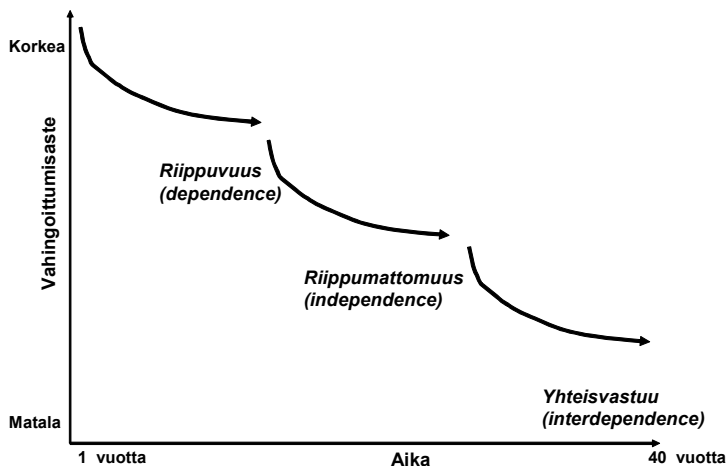 Korkea
Vahingoittumisaste
Riippuvuus
(dependence)
Riippumattomuus
(independence)
Yhteisvastuu
(interdependence)
Matala
1 vuotta
Aika
40 vuotta